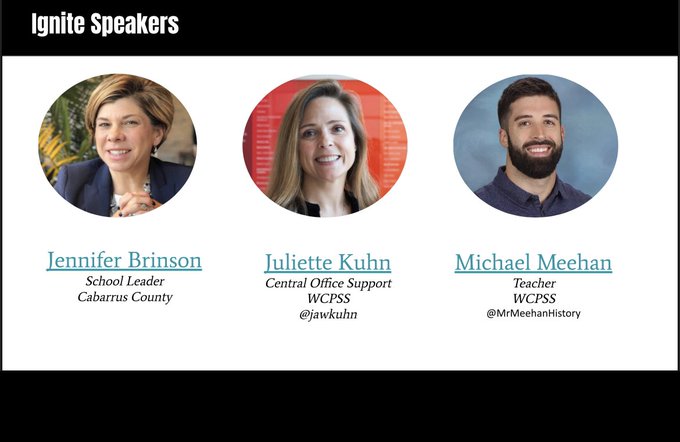 Ignite Speakers
Jennifer Brinson
School Leader
Cabarrus County
Juliette Kuhn
Central Office Support
WCPSS
@jawkuhn
Michael Meehan
Teacher
WCPSS
@MrMeehanHistory